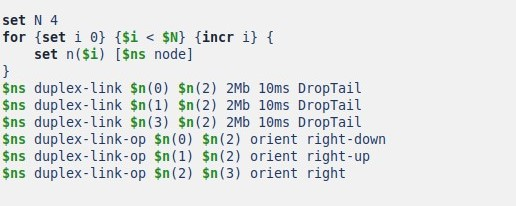 set N 4
for {set i 0} {$i < $N} {incr i} {
    set n($i) [$ns node]
}
$ns duplex-link $n(0) $n(2) 2Mb 10ms DropTail
$ns duplex-link $n(1) $n(2) 2Mb 10ms DropTail
$ns duplex-link $n(3) $n(2) 2Mb 10ms DropTail
$ns duplex-link-op $n(0) $n(2) orient right-down
$ns duplex-link-op $n(1) $n(2) orient right-up
$ns duplex-link-op $n(2) $n(3) orient right